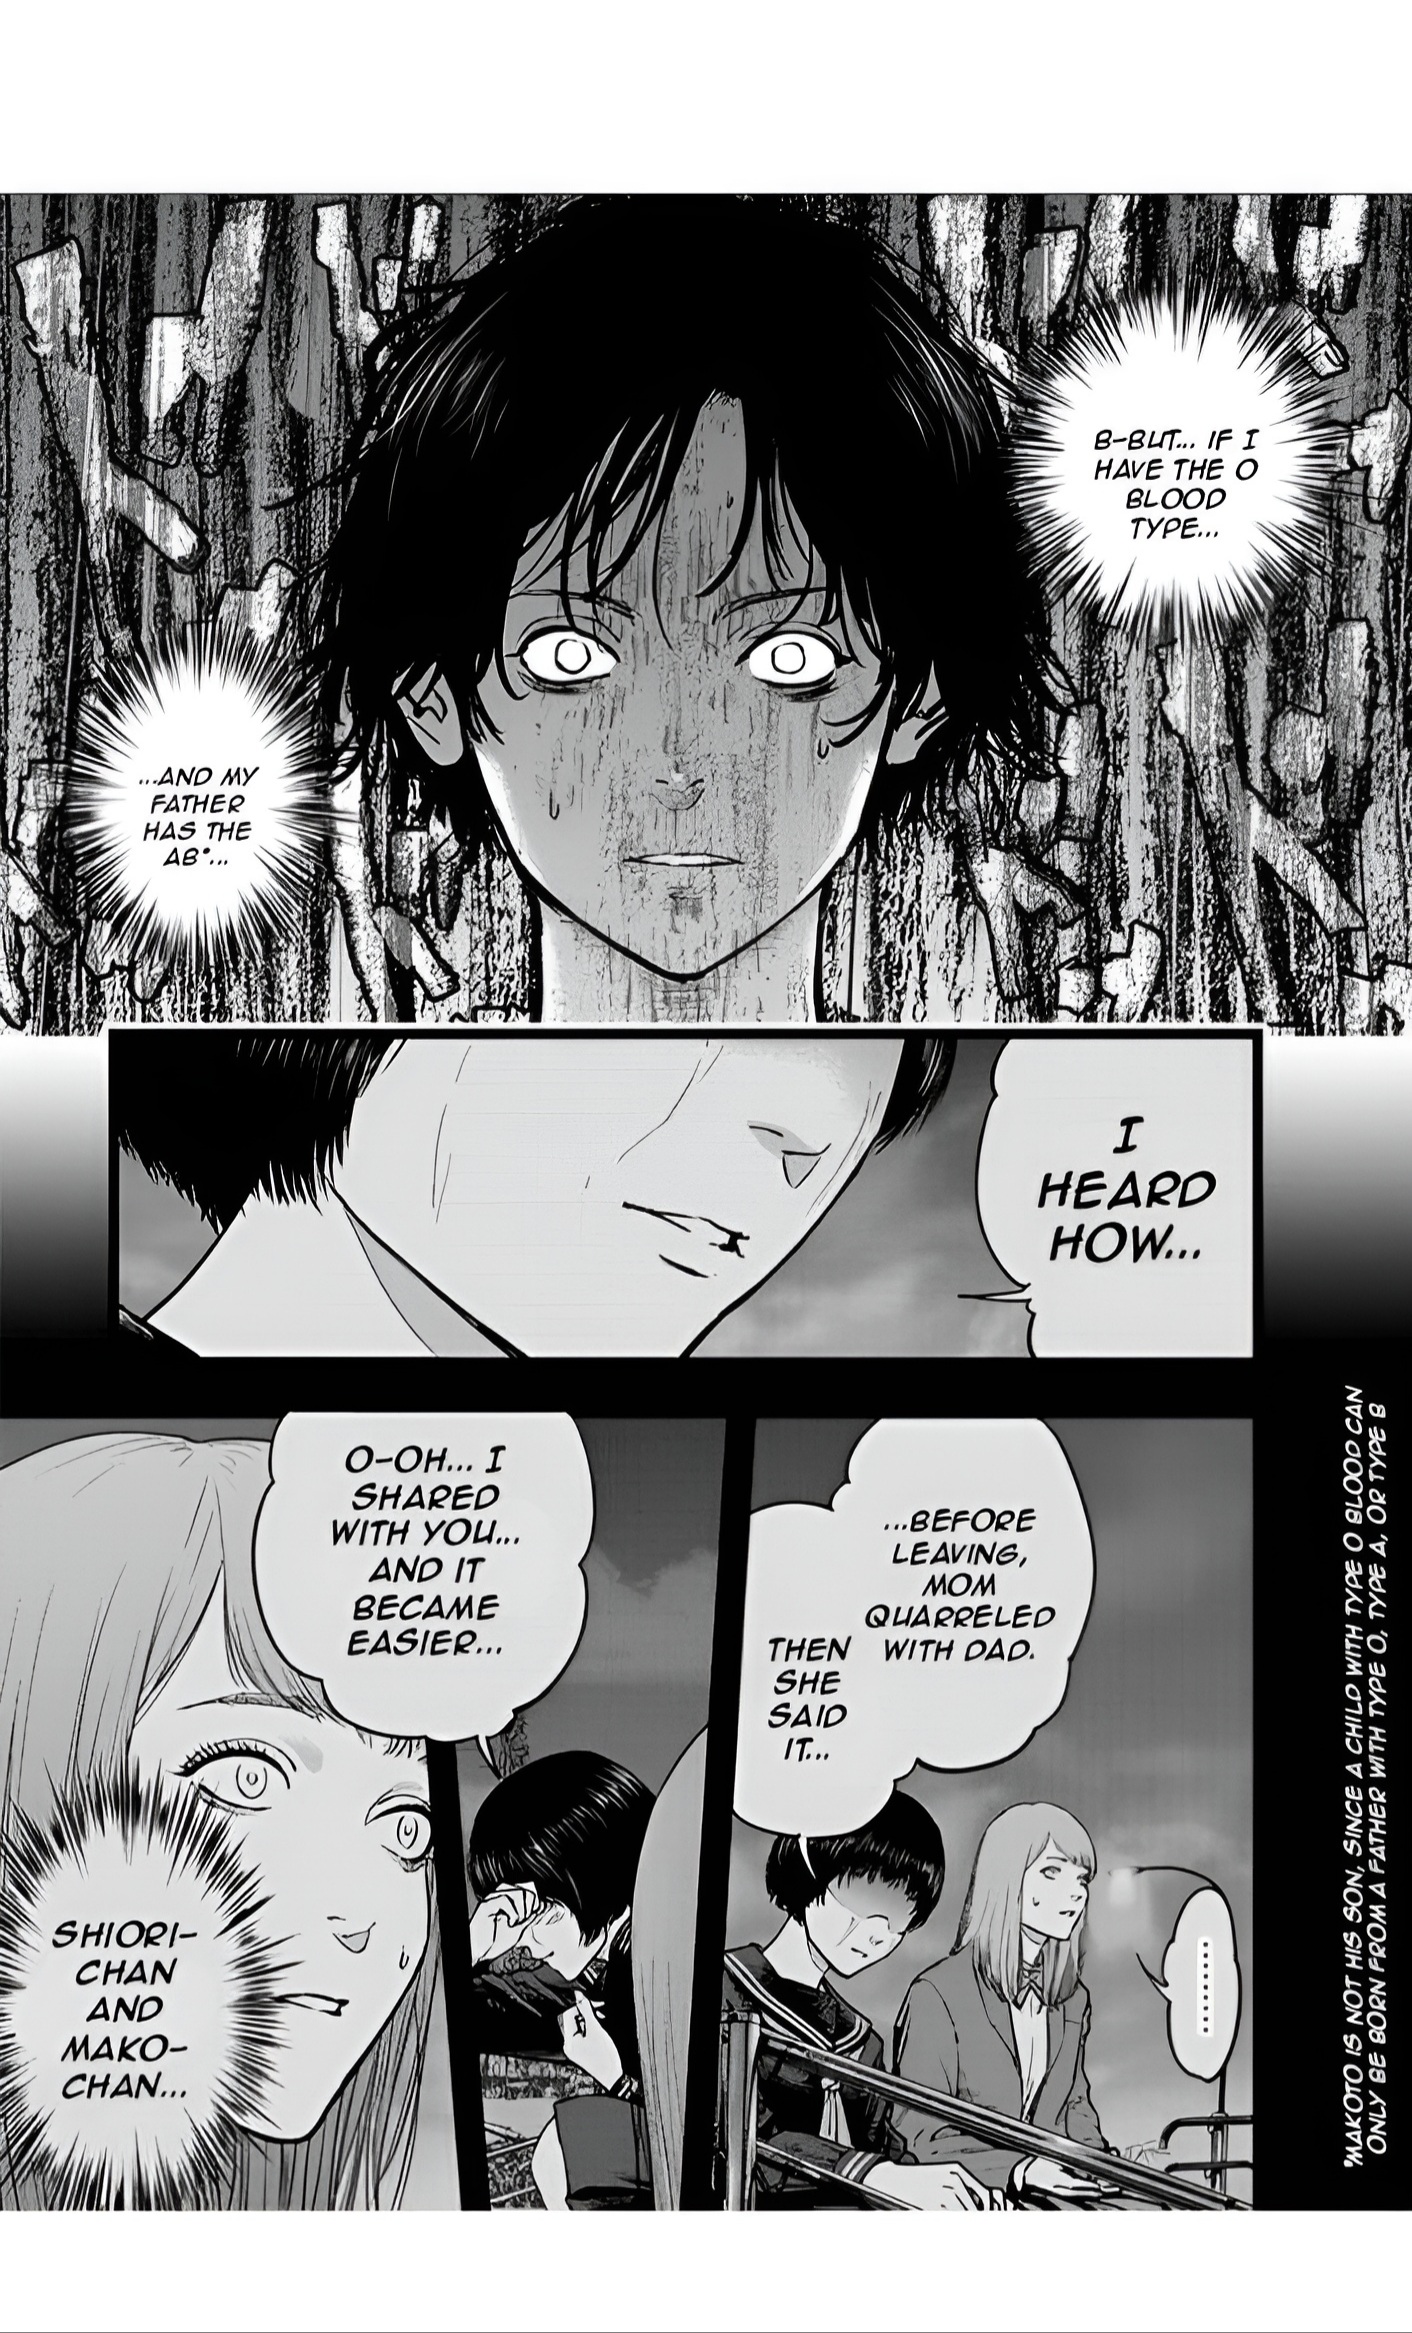 B-BUT... IF I
HAVE THE O
BLOOD
TYPE...
...AND MY
FATHER
HAS THE
AB*...
I
HEARD
HOW...
...BEFORE
LEAVING,
MOM
QUARRELED
WITH DAD.
THEN
SHE
SAID
IT...
..........
O-OH... I
SHARED
WITH YOU...
AND IT
BECAME
EASIER...
SHIORI-
CHAN
AND
MAKO-
CHAN...
*MAKOTO IS NOT HIS SON, SINCE A CHILD WITH TYPE O BLOOD CAN
ONLY BE BORN FROM A FATHER WITH TYPE O, TYPE A, OR TYPE B